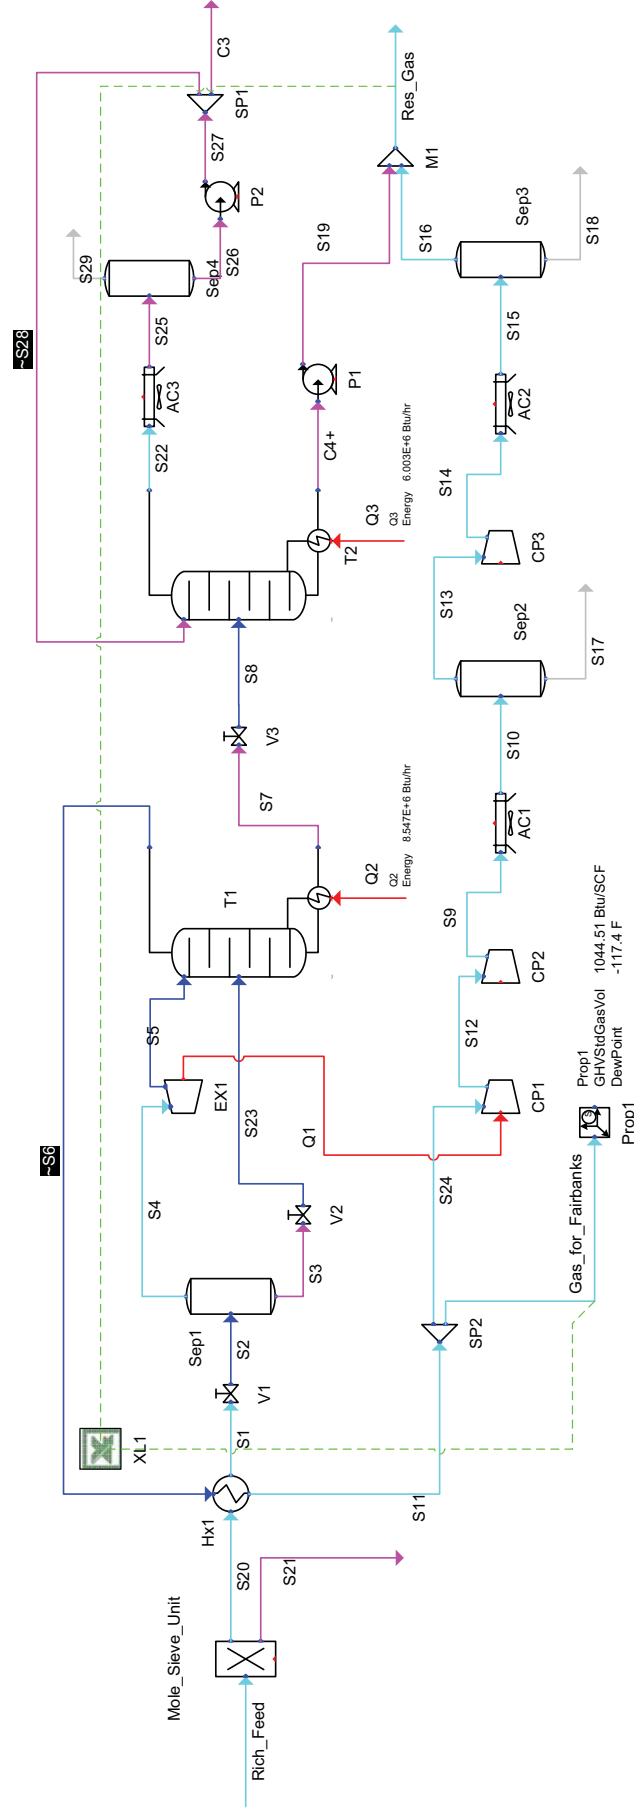 Rich_Feed
Mole_Sieve_Unit
S20
S21
Hx1
XL1
S1
V1
S2
Sep1
S3
V2
S4
EX1
S5
S23
~S6
T1
Q1
Q2
Q2
Energy 8.547E+6 Btu/hr
S7
V3
S8
~S28
T2
Q3
Q3
Energy 6.003E+6 Btu/hr
S22
AC3
S25
S29
Sep4
S26
P2
S27
SP1
C3
C4+
P1
S19
M1
Res_Gas
S11
SP2
Gas_for_Fairbanks
Prop1
GHVStdGasVol 1044.51 Btu/SCF
DewPoint -117.4 F
Prop1
S24
CP1
S12
CP2
S9
AC1
S10
Sep2
S17
S13
CP3
S14
AC2
S15
Sep3
S16
S18